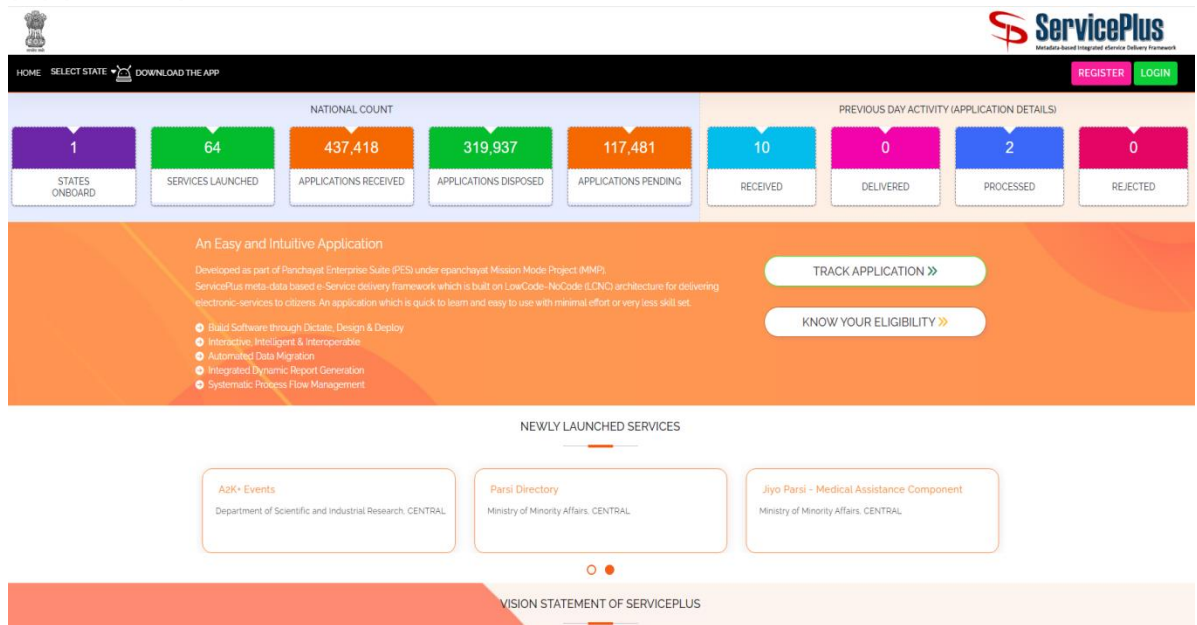 ServicePlus
Metadata-based Integrated eService Delivery Framework
HOME SELECT STATE DOWNLOAD THE APP REGISTER LOGIN
NATIONAL COUNT
1
STATES
ONBOARD
64
SERVICES LAUNCHED
437,418
APPLICATIONS RECEIVED
319,937
APPLICATIONS DISPOSED
117,481
APPLICATIONS PENDING
PREVIOUS DAY ACTIVITY (APPLICATION DETAILS)
10
RECEIVED
0
DELIVERED
2
PROCESSED
0
REJECTED
An Easy and Intuitive Application
Developed as part of Panchayat Enterprise Suite (PES) under epanchayat Mission Mode Project (MMP).
ServicePlus meta-data based e-Service delivery framework which is built on LowCode-NoCode (LCNC) architecture for delivering
electronic-services to citizens. An application which is quick to learn and easy to use with minimal effort or very less skill set.
Build Software through Dictate, Design & Deploy
Interactive, Intelligent & Interoperable
Automated Data Migration
Integrated Dynamic Report Generation
Systematic Process Flow Management
TRACK APPLICATION »
KNOW YOUR ELIGIBILITY »
NEWLY LAUNCHED SERVICES
A2K+ Events
Department of Scientific and Industrial Research, CENTRAL
Parsi Directory
Ministry of Minority Affairs, CENTRAL
Jiyo Parsi - Medical Assistance Component
Ministry of Minority Affairs, CENTRAL
VISION STATEMENT OF SERVICEPLUS